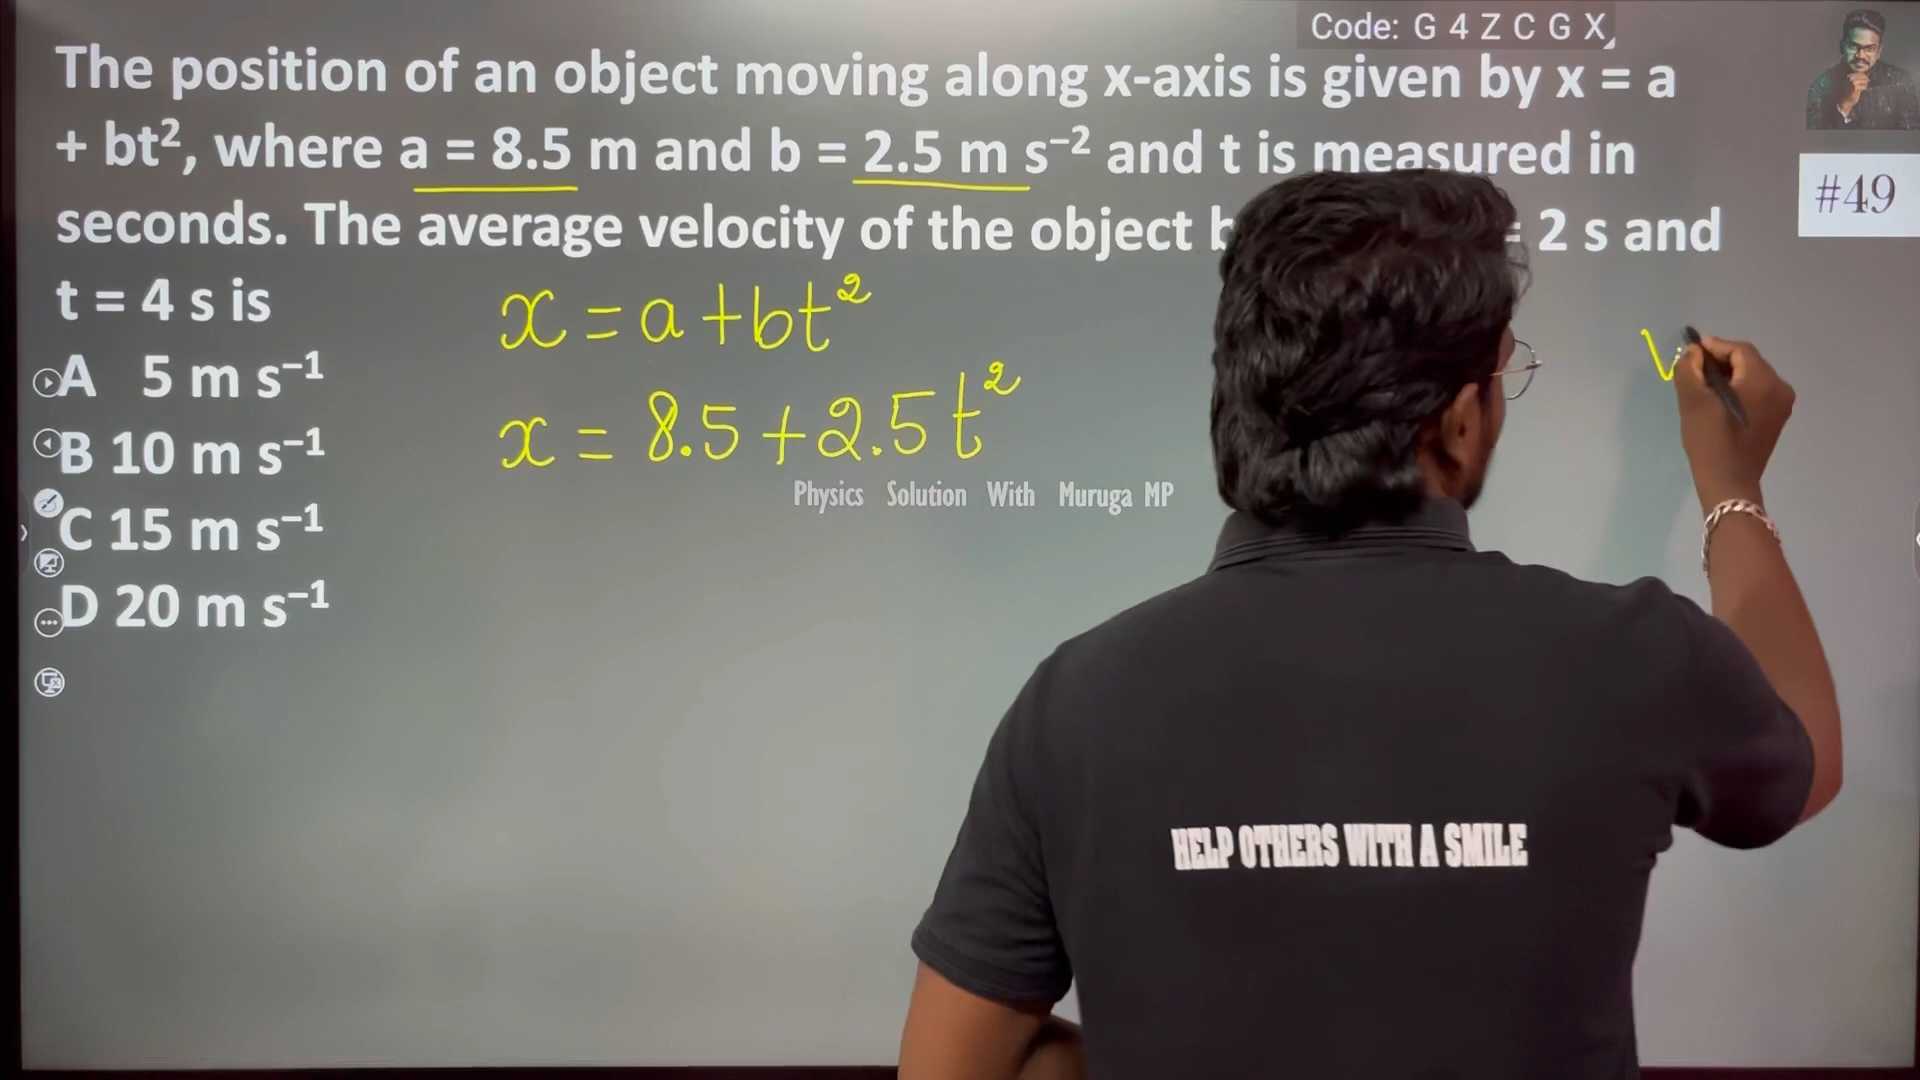 Code: G 4 Z C G X
The position of an object moving along x-axis is given by x = a
+ bt², where a = 8.5 m and b = 2.5 m s⁻² and t is measured in
#49
seconds. The average velocity of the object = 2 s and
t = 4 s is
x = a + bt²
A 5 m s⁻¹
x = 8.5 + 2.5 t²
B 10 m s⁻¹
Physics Solution With Muruga MP
C 15 m s⁻¹
D 20 m s⁻¹
HELP OTHERS WITH A SMILE